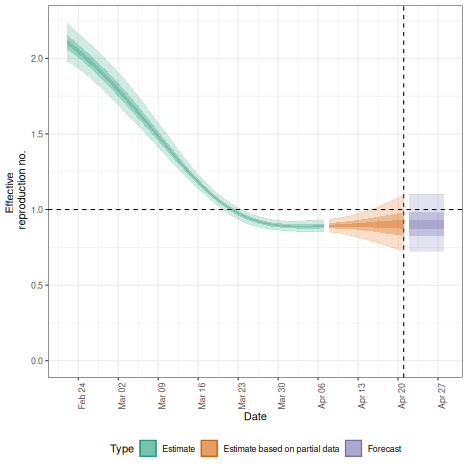 Effective
reproduction no.
2.0
1.5
1.0
0.5
0.0
Feb 24
Mar 02
Mar 09
Mar 16
Mar 23
Mar 30
Apr 06
Apr 13
Apr 20
Apr 27
Date
Type Estimate Estimate based on partial data Forecast